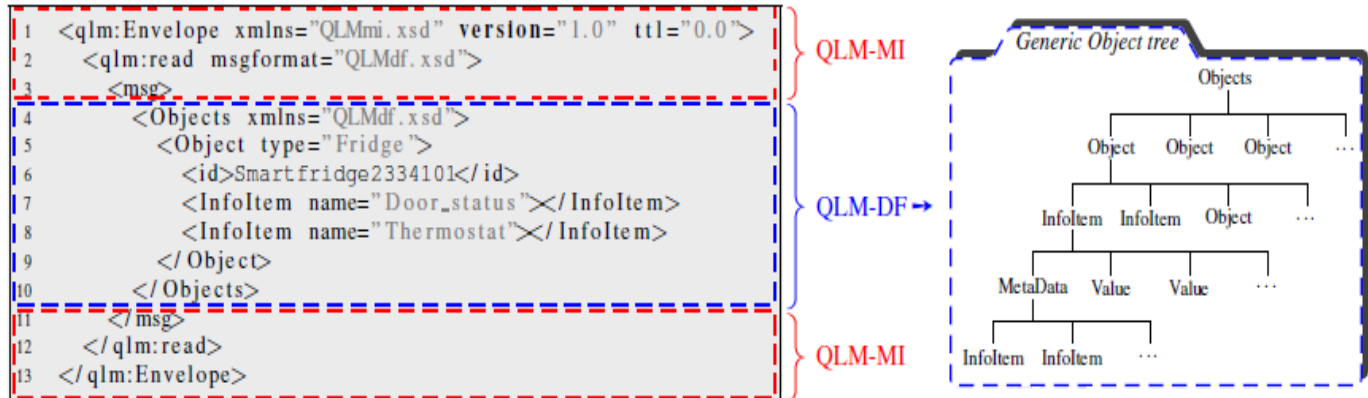 1 <qlm:Envelope xmlns="QLMmi.xsd" version="1.0" ttl="0.0">
2 <qlm:read msgformat="QLMdf.xsd">
3 <msg>
4 <Objects xmlns="QLMdf.xsd">
5 <Object type="Fridge">
6 <id>Smartfridge2334101</id>
7 <InfoItem name="Door_status"></InfoItem>
8 <InfoItem name="Thermostat"></InfoItem>
9 </Object>
10 </Objects>
11 </msg>
12 </qlm:read>
13 </qlm:Envelope>
QLM-MI
QLM-DF →
QLM-MI
Generic Object tree
Objects
Object Object Object ...
InfoItem InfoItem Object ...
MetaData Value Value ...
InfoItem InfoItem ...